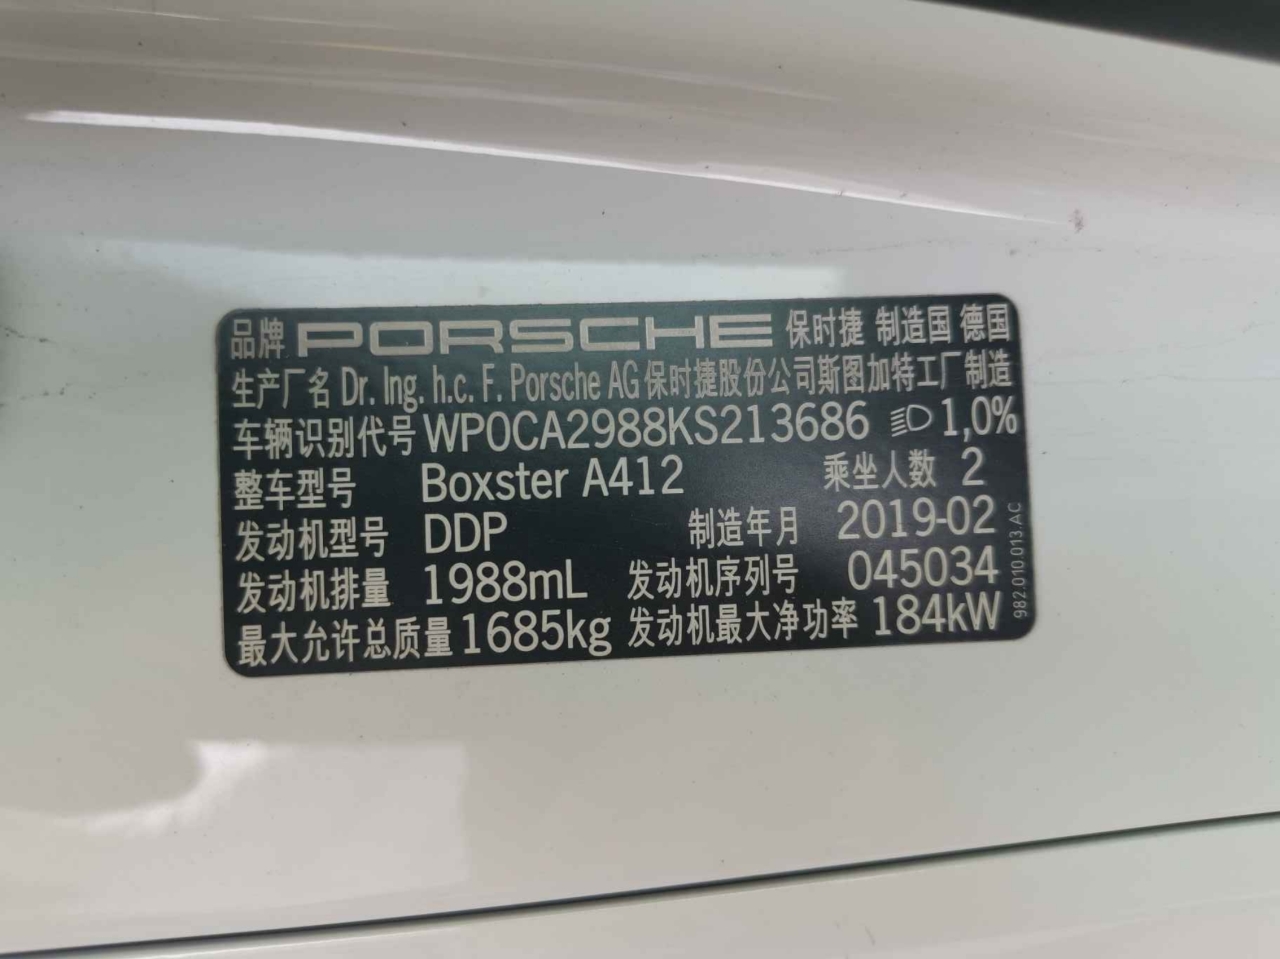 品牌 PORSCHE 保时捷 制造国 德国
生产厂名 Dr. Ing. h.c. F. Porsche AG 保时捷股份公司斯图加特工厂制造
车辆识别代号 WP0CA2988KS213686 1,0%
整车型号 Boxster A412 乘坐人数 2
发动机型号 DDP 制造年月 2019-02
发动机排量 1988mL 发动机序列号 045034
最大允许总质量 1685kg 发动机最大净功率 184kW
982.010.013.AC